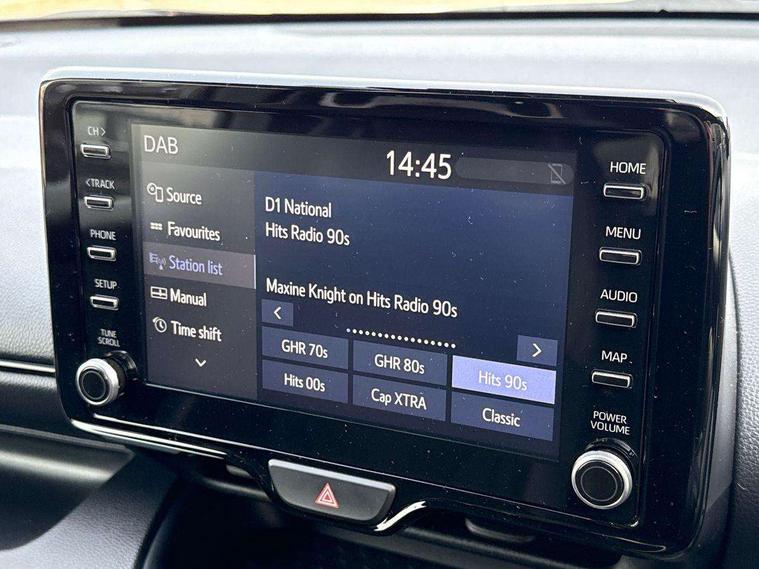 CH >
< TRACK
PHONE
SETUP
TUNE
SCROLL
DAB
14:45
Source
Favourites
Station list
Manual
Time shift
D1 National
Hits Radio 90s
Maxine Knight on Hits Radio 90s
<
>
GHR 70s
GHR 80s
Hits 90s
Hits 00s
Cap XTRA
Classic
HOME
MENU
AUDIO
MAP
POWER
VOLUME